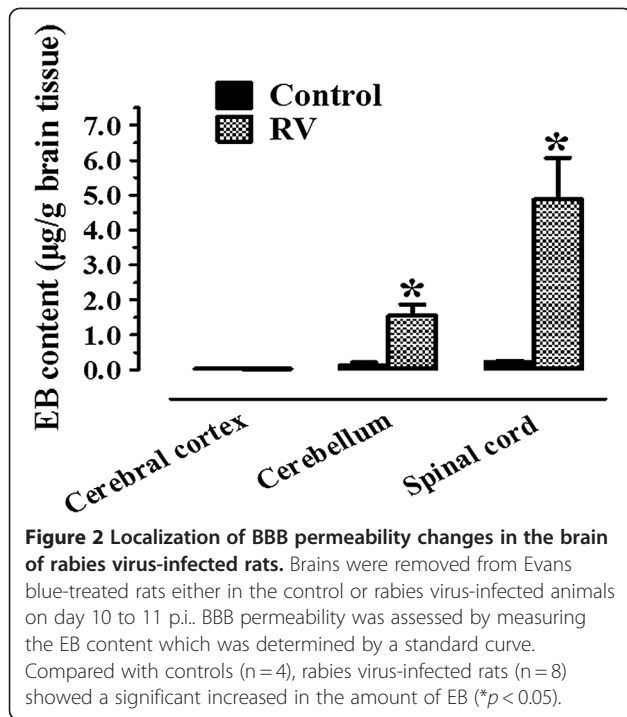 Control
RV
7.0
6.0
5.0
4.0
3.0
2.0
1.0
0.0
EB content (µg/g brain tissue)
*
*
Cerebral cortex
Cerebellum
Spinal cord
Figure 2 Localization of BBB permeability changes in the brain
of rabies virus-infected rats. Brains were removed from Evans
blue-treated rats either in the control or rabies virus-infected animals
on day 10 to 11 p.i.. BBB permeability was assessed by measuring
the EB content which was determined by a standard curve.
Compared with controls (n = 4), rabies virus-infected rats (n = 8)
showed a significant increased in the amount of EB (*p < 0.05).